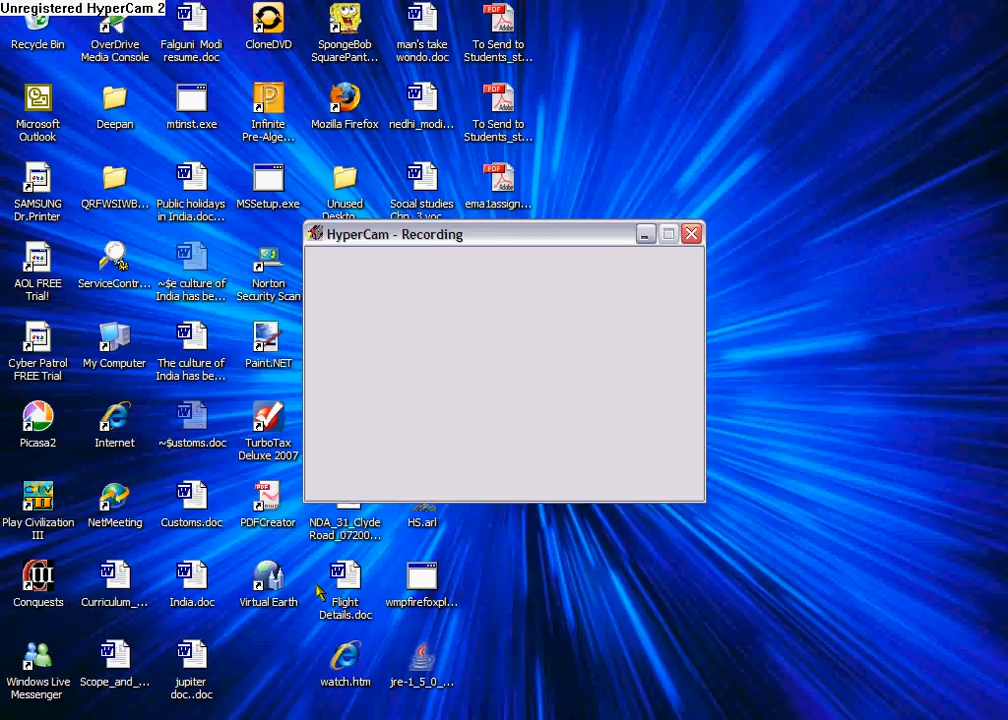 Unregistered HyperCam 2
Recycle Bin
OverDrive
Media Console
Falguni Modi
resume.doc
CloneDVD
SpongeBob
SquarePant...
man's take
wondo.doc
To Send to
Students_st...
Microsoft
Outlook
Deepan
mtinst.exe
Infinite
Pre-Alge...
Mozilla Firefox
nedhi_modi...
To Send to
Students_st...
SAMSUNG
Dr.Printer
QRFWSIWB...
Public holidays
in India.doc...
MSSetup.exe
Unused
Deskto...
Social studies
Chp_3 voc...
ema1assign...
HyperCam - Recording
AOL FREE
Trial!
ServiceContr...
~$e culture of
India has be...
Norton
Security Scan
Cyber Patrol
FREE Trial
My Computer
The culture of
India has be...
Paint.NET
Picasa2
Internet
~$ustoms.doc
TurboTax
Deluxe 2007
Play Civilization
III
NetMeeting
Customs.doc
PDFCreator
NDA_31_Clyde
Road_07200...
HS.arl
Conquests
Curriculum_...
India.doc
Virtual Earth
Flight
Details.doc
wmpfirefoxpl...
Windows Live
Messenger
Scope_and_...
jupiter
doc..doc
watch.htm
jre-1_5_0_...